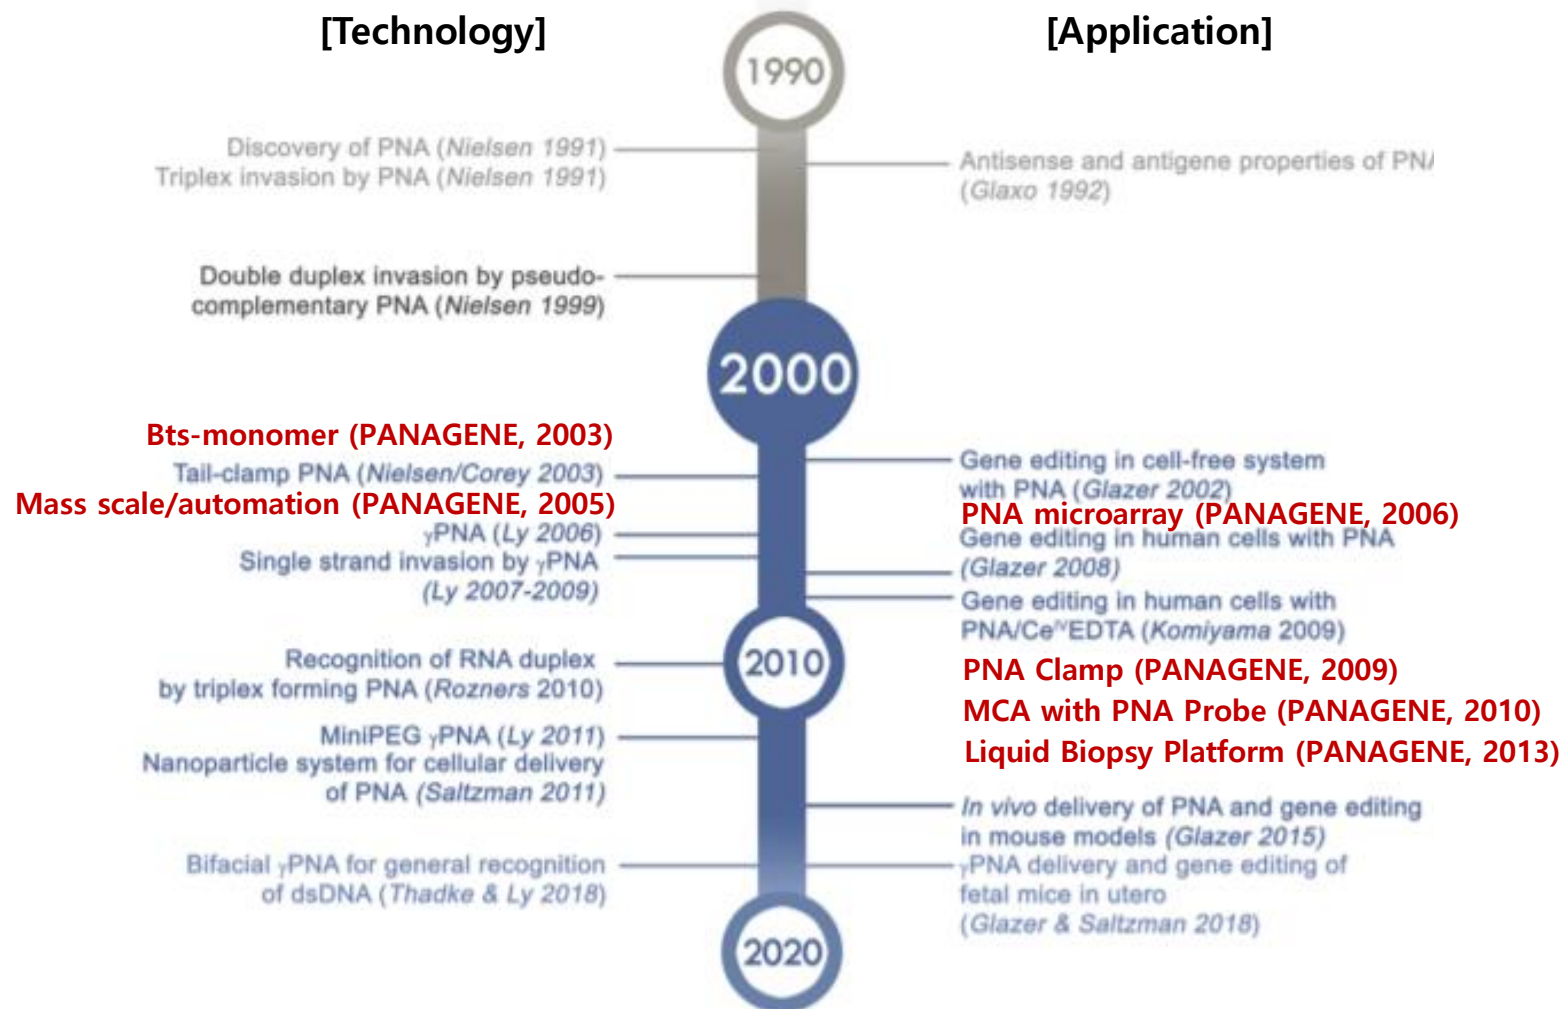 [Technology]
[Application]
1990
Discovery of PNA (Nielsen 1991)
Triplex invasion by PNA (Nielsen 1991)
Antisense and antigene properties of PNA
(Glaxo 1992)
Double duplex invasion by pseudo-
complementary PNA (Nielsen 1999)
2000
Bts-monomer (PANAGENE, 2003)
Tail-clamp PNA (Nielsen/Corey 2003)
Mass scale/automation (PANAGENE, 2005)
γPNA (Ly 2006)
Single strand invasion by γPNA
(Ly 2007-2009)
Gene editing in cell-free system
with PNA (Glazer 2002)
PNA microarray (PANAGENE, 2006)
Gene editing in human cells with PNA
(Glazer 2008)
Gene editing in human cells with
PNA/Ce^IV EDTA (Komiyama 2009)
2010
Recognition of RNA duplex
by triplex forming PNA (Rozners 2010)
MiniPEG γPNA (Ly 2011)
Nanoparticle system for cellular delivery
of PNA (Saltzman 2011)
PNA Clamp (PANAGENE, 2009)
MCA with PNA Probe (PANAGENE, 2010)
Liquid Biopsy Platform (PANAGENE, 2013)
In vivo delivery of PNA and gene editing
in mouse models (Glazer 2015)
Bifacial γPNA for general recognition
of dsDNA (Thadke & Ly 2018)
γPNA delivery and gene editing of
fetal mice in utero
(Glazer & Saltzman 2018)
2020